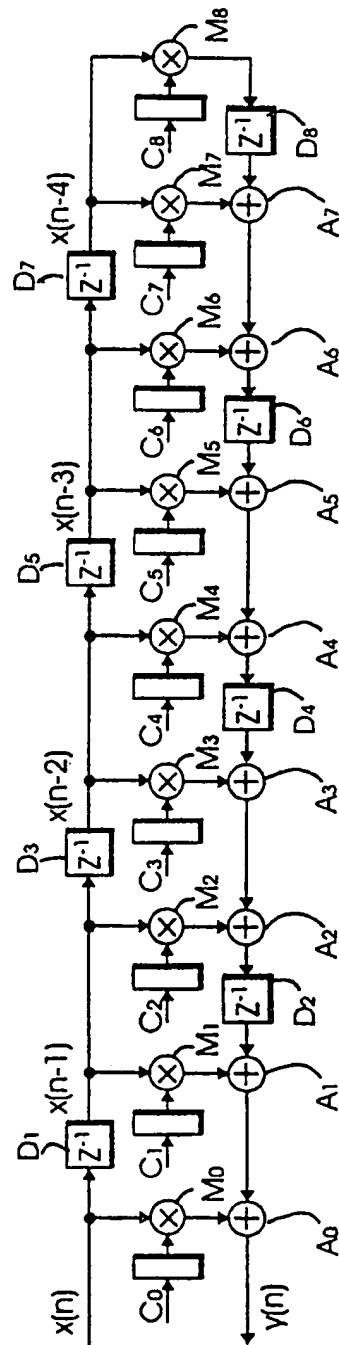 x(n) D1 Z-1 x(n-1) D3 Z-1 x(n-2) D5 Z-1 x(n-3) D7 Z-1 x(n-4)
C0 M0 C1 M1 C2 M2 C3 M3 C4 M4 C5 M5 C6 M6 C7 M7 C8 M8
y(n) Z-1 Z-1 Z-1 Z-1
A0 A1 D2 A2 A3 D4 A4 A5 D6 A6 A7 D8